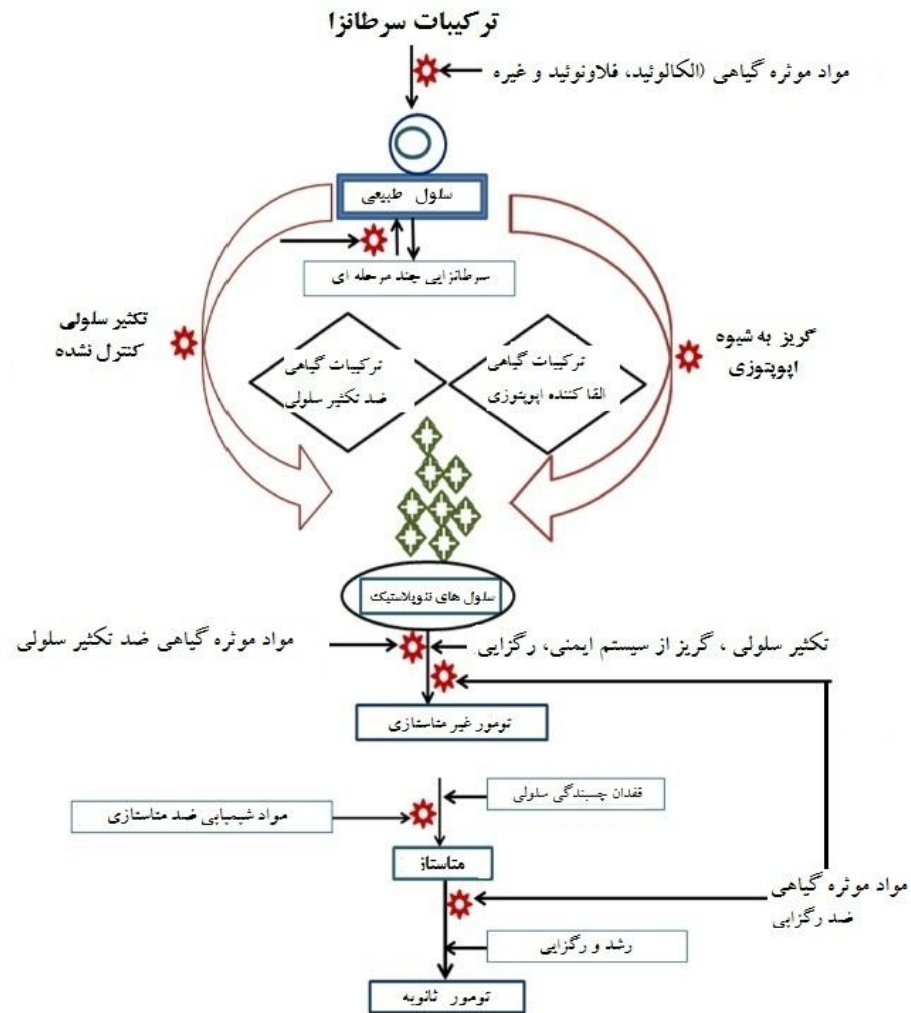 ترکیبات سرطانزا
مواد موثره گیاهی (الکالوئید، فلاونوئید و غیره
سلول طبیعی
سرطانزایی چند مرحله ای
تکثیر سلولی
کنترل نشده
گریز به شیوه
اپوپتوزی
ترکیبات گیاهی
ضد تکثیر سلولی
ترکیبات گیاهی
القا کننده اپوپتوزی
سلول های نئوپلاستیک
مواد موثره گیاهی ضد تکثیر سلولی
تکثیر سلولی ، گریز از سیستم ایمنی، رگزایی
تومور غیر متاستازی
فقدان چسبندگی سلولی
مواد شیمیایی ضد متاستازی
متاستاز
مواد موثره گیاهی
ضد رگزایی
رشد و رگزایی
تومور ثانویه